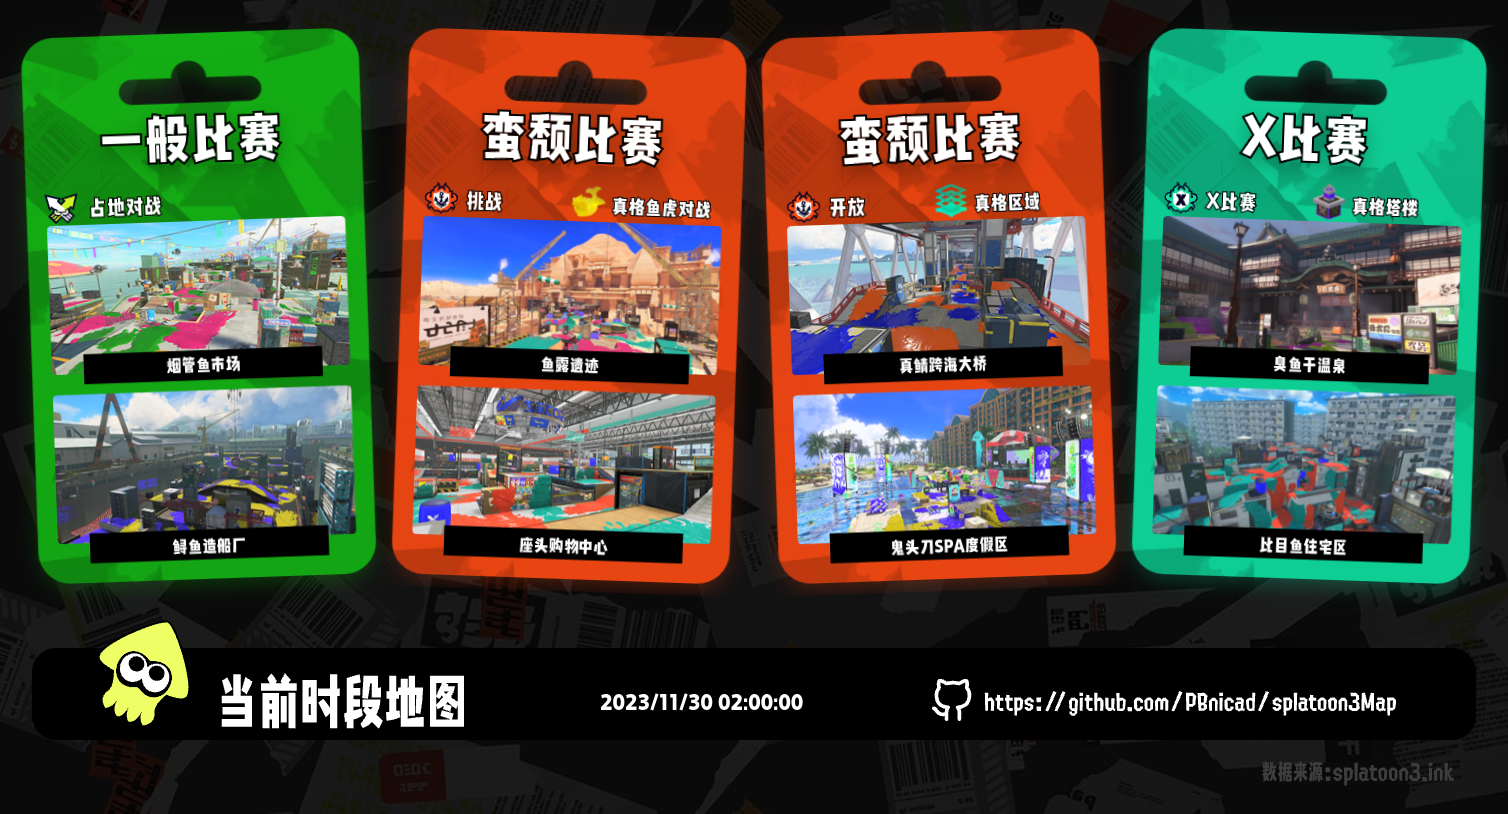 一般比赛
占地对战
烟管鱼市场
鲟鱼造船厂
蛮颓比赛
挑战
真格鱼虎对战
鱼露遗迹
座头购物中心
蛮颓比赛
开放
真格区域
真鲭跨海大桥
鬼头刀SPA度假区
X比赛
X比赛
真格塔楼
臭鱼干温泉
比目鱼住宅区
当前时段地图
2023/11/30 02:00:00
https://github.com/PBnicad/splatoon3Map
数据来源:splatoon3.ink